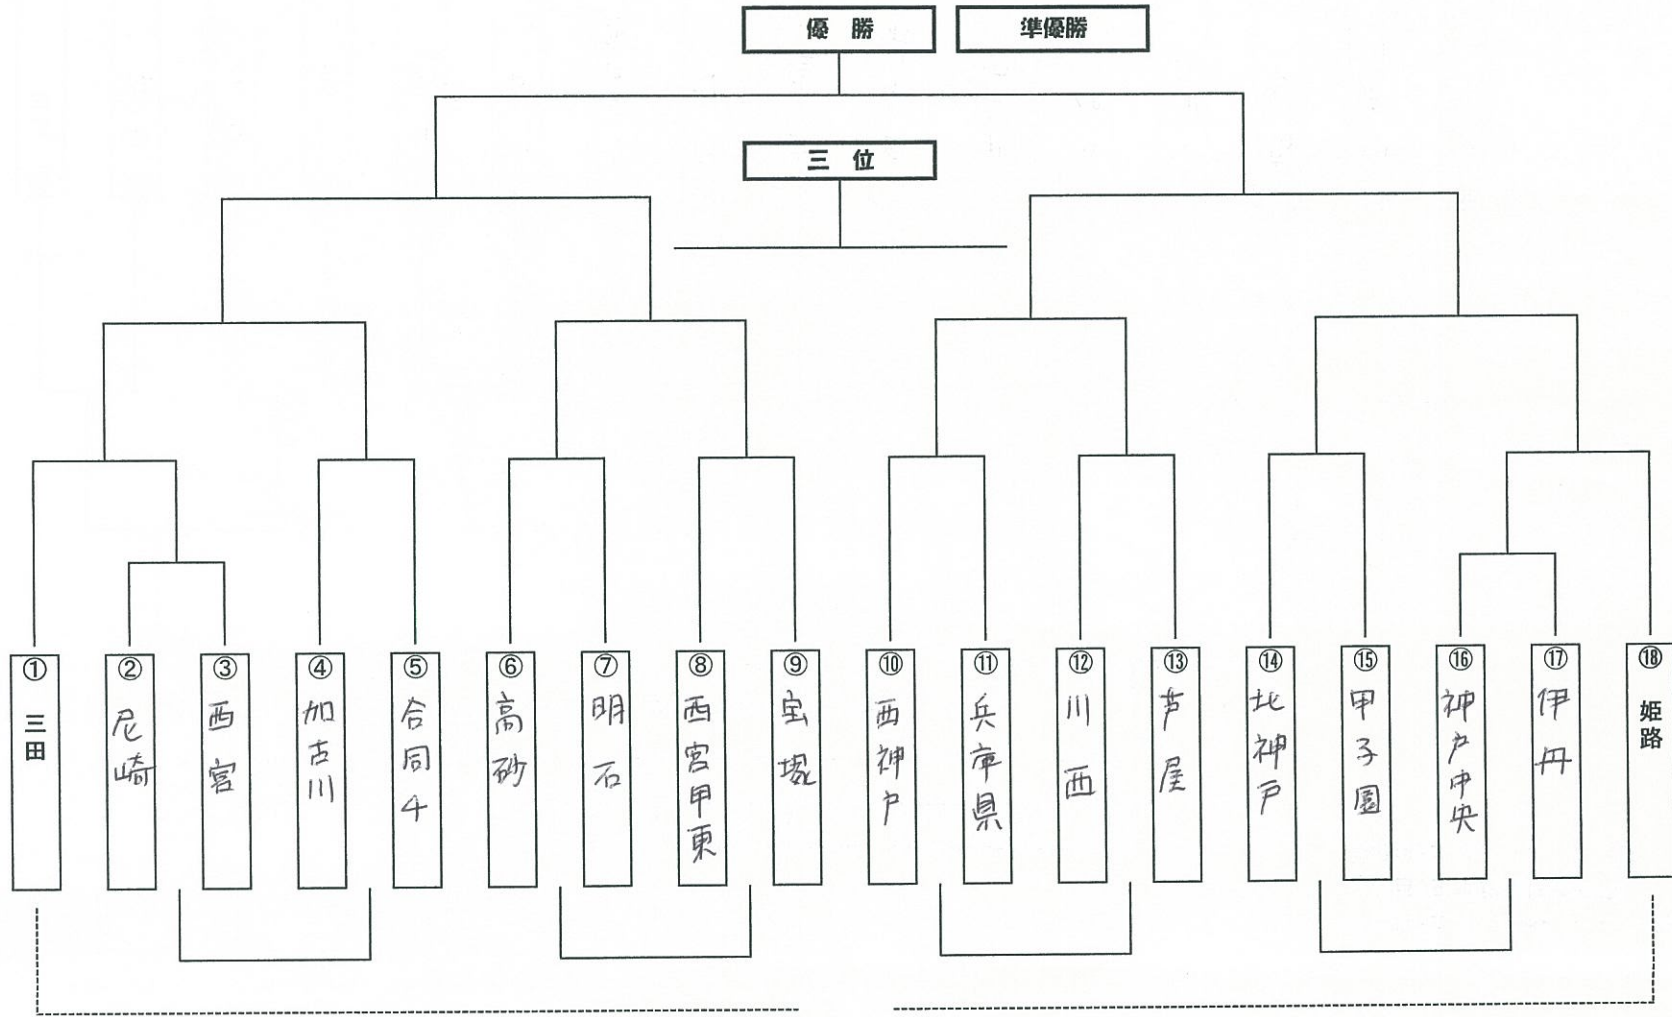 優勝
準優勝
三位
① 三田
② 尼崎
③ 西宮
④ 加古川
⑤ 合同チ
⑥ 高砂
⑦ 明石
⑧ 西宮甲東
⑨ 宝塚
⑩ 西神戸
⑪ 兵庫県
⑫ 川西
⑬ 芦屋
⑭ 北神戸
⑮ 甲子園
⑯ 神戸中央
⑰ 伊丹
⑱ 姫路